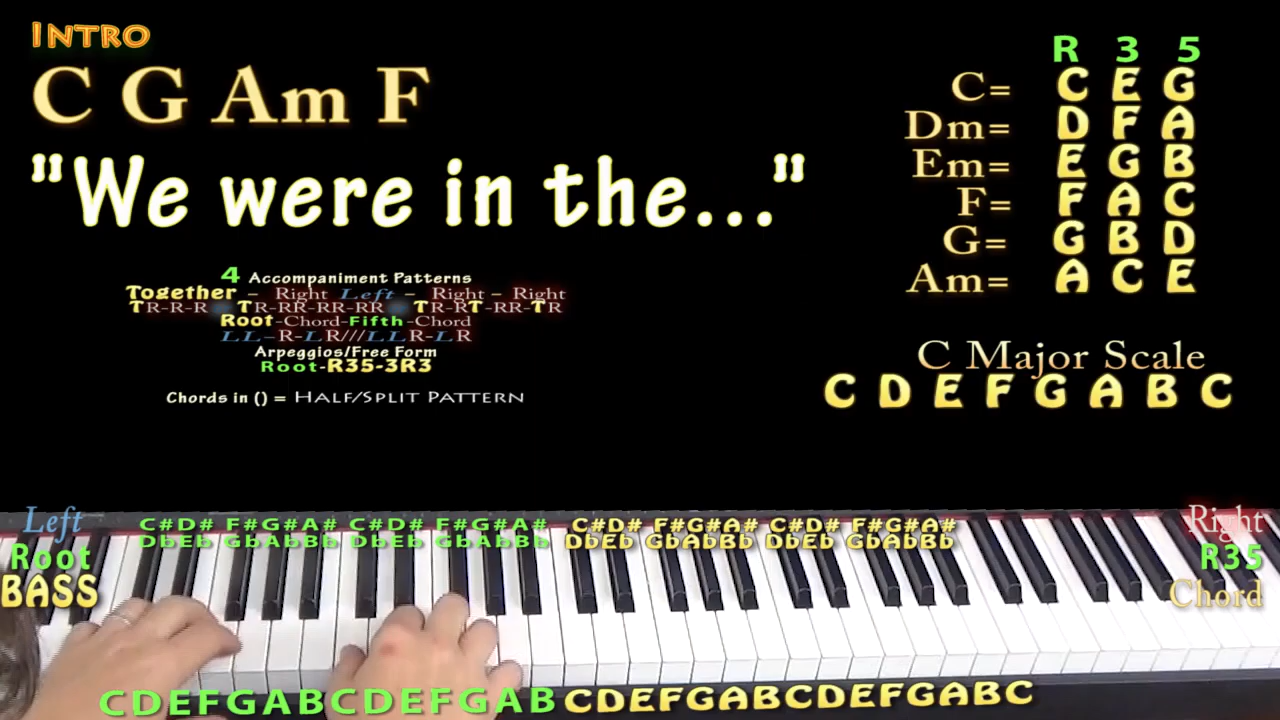 INTRO
C G Am F
"We were in the..."
4 Accompaniment Patterns
Together - Right Left - Right - Right
TR-R-R TR-RR-RR-RR TR-RT-RR-TR
Root-Chord-Fifth-Chord
LL-R-LR///LLR-LR
Arpeggios/Free Form
Root-R35-3R3
Chords in () = HALF/SPLIT PATTERN
R 3 5
C= C E G
Dm= D F A
Em= E G B
F= F A C
G= G B D
Am= A C E
C Major Scale
C D E F G A B C
Left
Root
BASS
C#D# F#G#A# C#D# F#G#A# C#D# F#G#A# C#D# F#G#A#
DbEb GbAbBb DbEb GbAbBb DbEb GbAbBb DbEb GbAbBb
Right
R35
Chord
CDEFGABCDEFGAB CDEFGABCDEFGABC